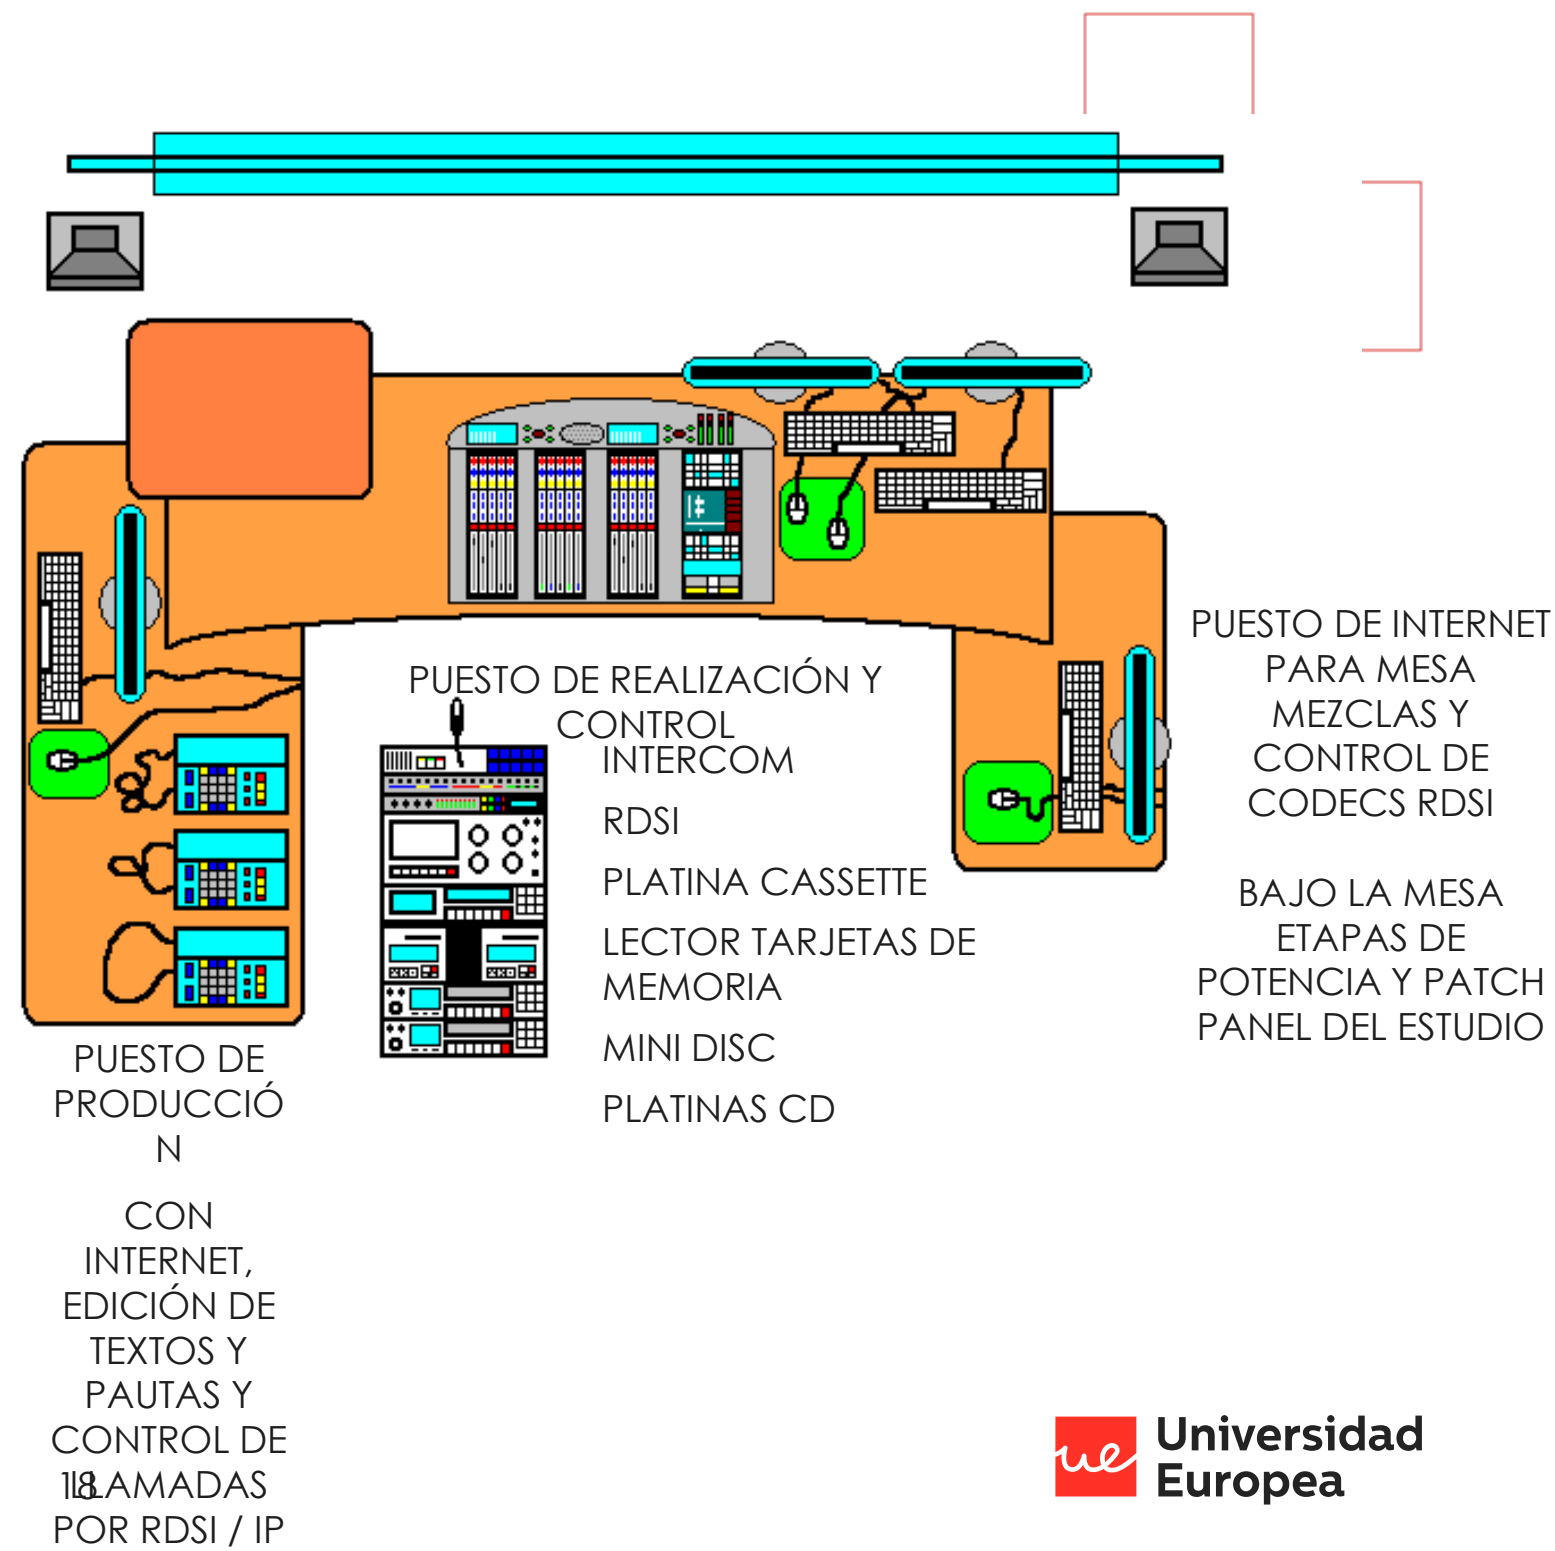 PUESTO DE REALIZACIÓN Y
CONTROL
INTERCOM
RDSI
PLATINA CASSETTE
LECTOR TARJETAS DE
MEMORIA
MINI DISC
PLATINAS CD
PUESTO DE INTERNET
PARA MESA
MEZCLAS Y
CONTROL DE
CODECS RDSI
BAJO LA MESA
ETAPAS DE
POTENCIA Y PATCH
PANEL DEL ESTUDIO
PUESTO DE
PRODUCCIÓ
N
CON
INTERNET,
EDICIÓN DE
TEXTOS Y
PAUTAS Y
CONTROL DE
LLAMADAS
POR RDSI / IP
18
ue Universidad
Europea